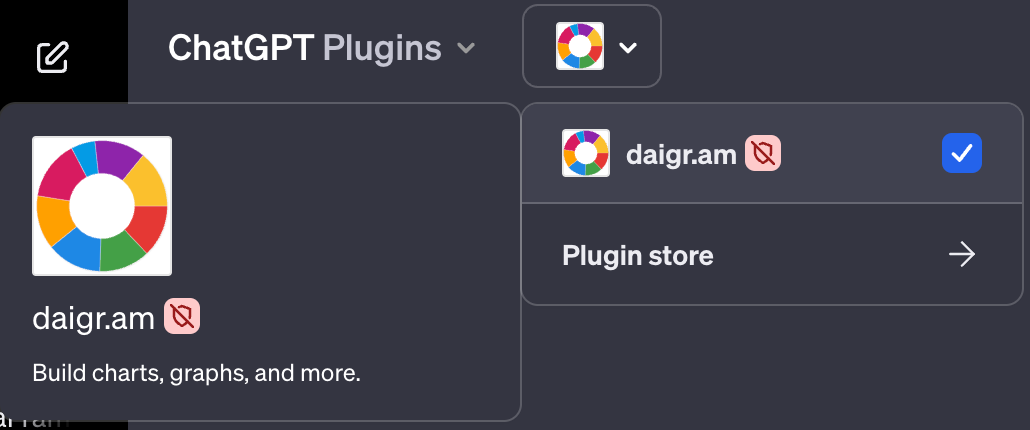 ChatGPT Plugins
daigr.am
Plugin store
daigr.am
Build charts, graphs, and more.